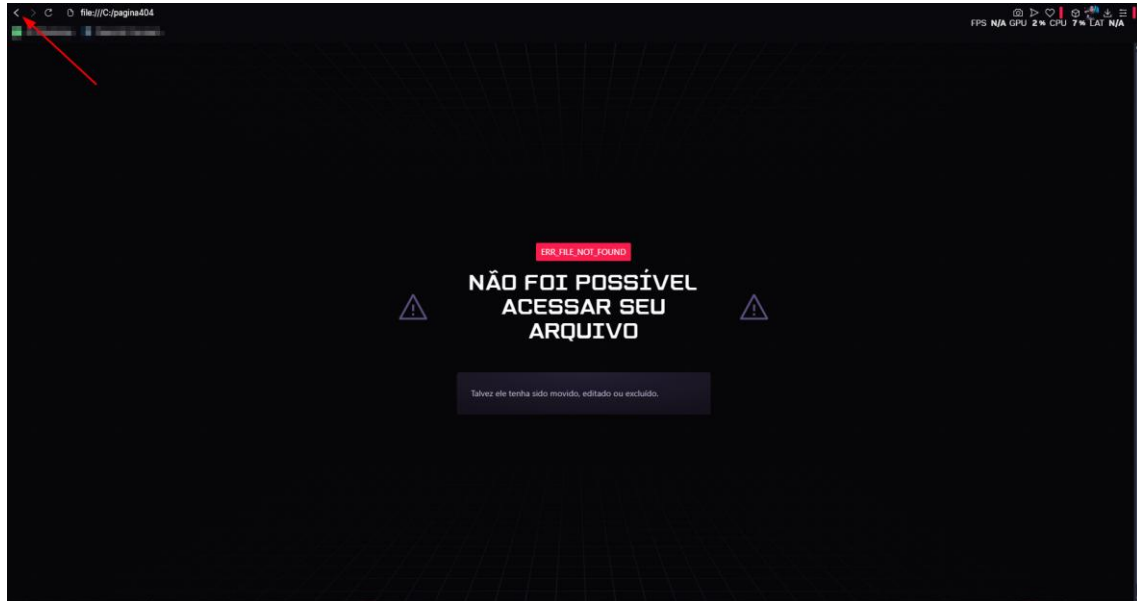 file:///C:/pagina404
FPS N/A GPU 2% CPU 7% LAT N/A
ERR_FILE_NOT_FOUND
NÃO FOI POSSÍVEL
ACESSAR SEU
ARQUIVO
Talvez ele tenha sido movido, editado ou excluído.